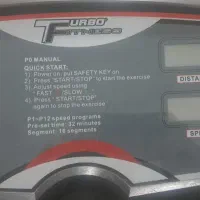 TURBO
FITNESS
P0 MANUAL
QUICK START:
1) Power on, put SAFETY KEY on
2) Press "START/STOP" to start the exercise
3) Adjust speed using
"FAST / SLOW"
4) Press "START/STOP"
again to stop the exercise
P1-P12 speed programs
Pre-set time: 32 minutes
Segment: 16 segments
DISTA
SPE